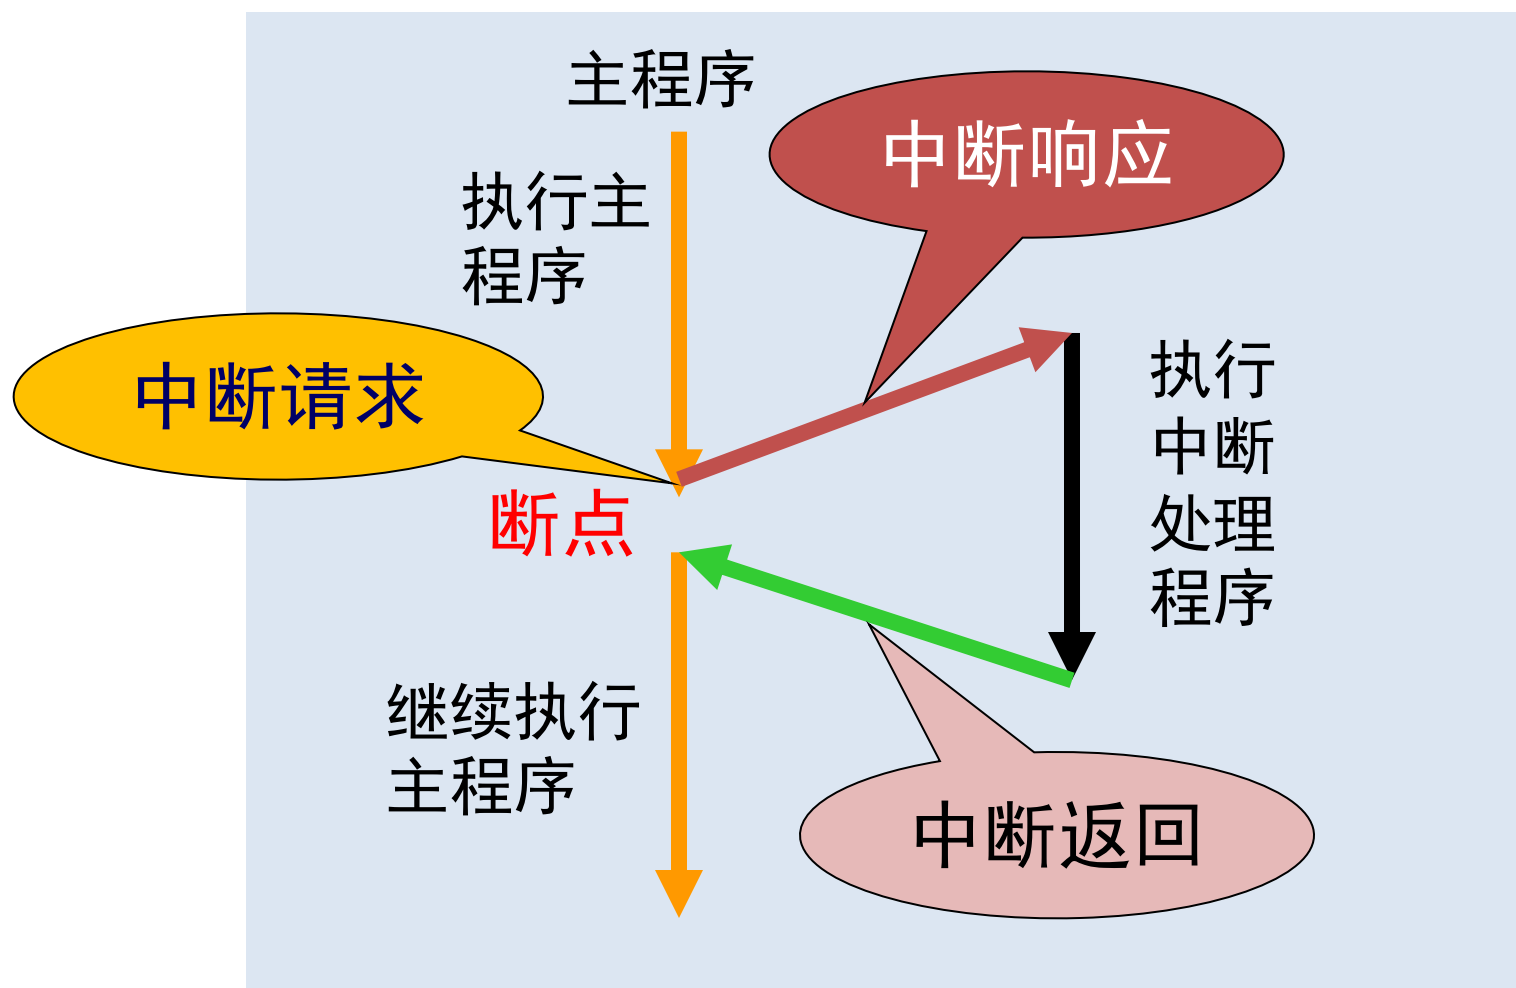 主程序
中断响应
执行主
程序
中断请求
执行
中断
处理
程序
断点
继续执行
主程序
中断返回